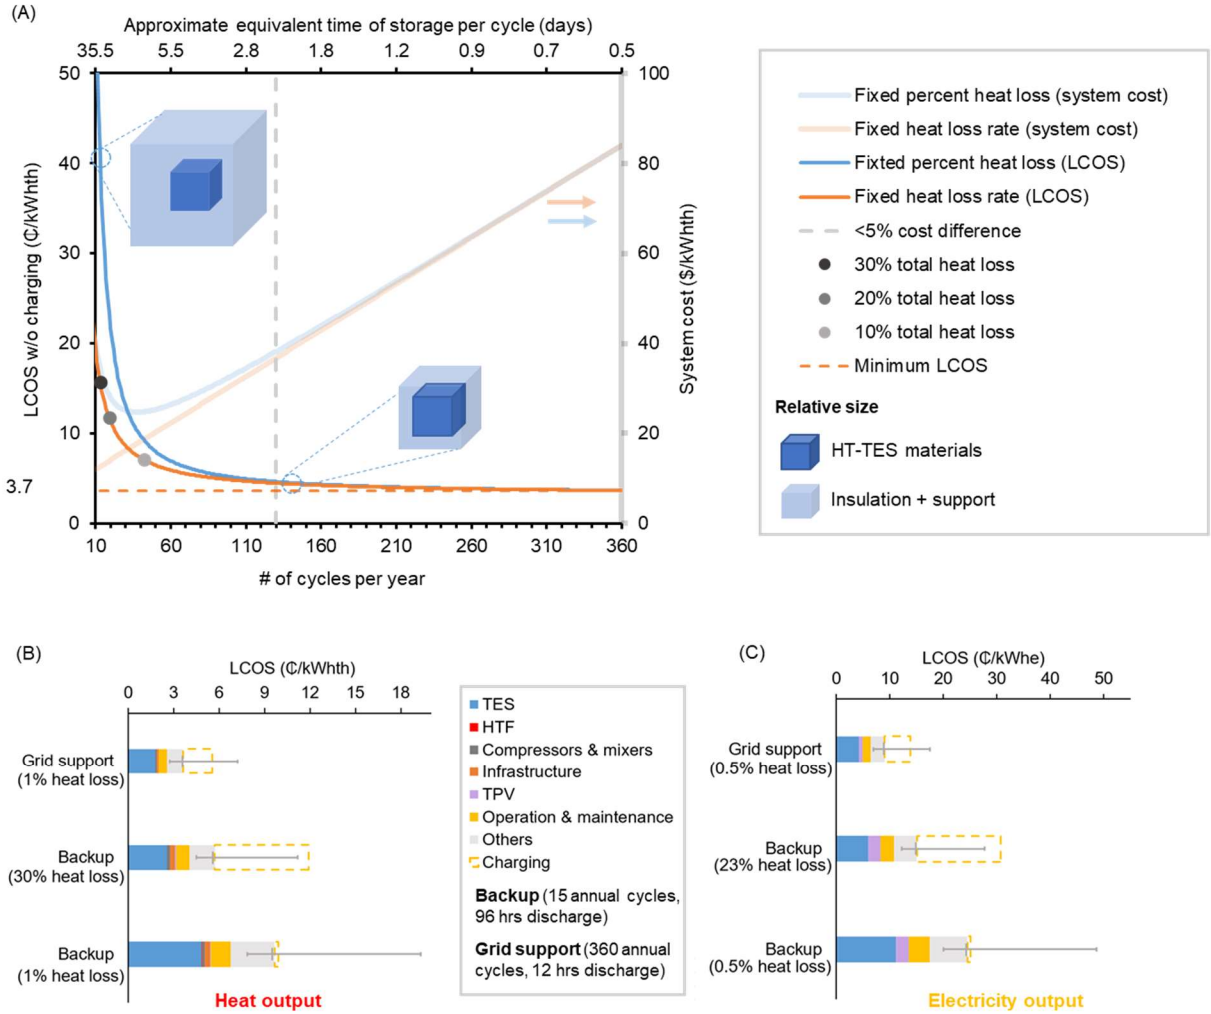 (A)
Approximate equivalent time of storage per cycle (days)
35.5 5.5 2.8 1.8 1.2 0.9 0.7 0.5
50 40 30 20 10 3.7 0
LCOS w/o charging (₵/kWhth)
100 80 60 40 20 0
System cost ($/kWhth)
10 60 110 160 210 260 310 360
# of cycles per year
Fixed percent heat loss (system cost)
Fixed heat loss rate (system cost)
Fixted percent heat loss (LCOS)
Fixed heat loss rate (LCOS)
<5% cost difference
30% total heat loss
20% total heat loss
10% total heat loss
Minimum LCOS
Relative size
HT-TES materials
Insulation + support
(B)
LCOS (₵/kWhth)
0 3 6 9 12 15 18
Grid support
(1% heat loss)
Backup
(30% heat loss)
Backup
(1% heat loss)
Heat output
TES
HTF
Compressors & mixers
Infrastructure
TPV
Operation & maintenance
Others
Charging
Backup (15 annual cycles,
96 hrs discharge)
Grid support (360 annual
cycles, 12 hrs discharge)
(C)
LCOS (₵/kWhe)
0 10 20 30 40 50
Grid support
(0.5% heat loss)
Backup
(23% heat loss)
Backup
(0.5% heat loss)
Electricity output